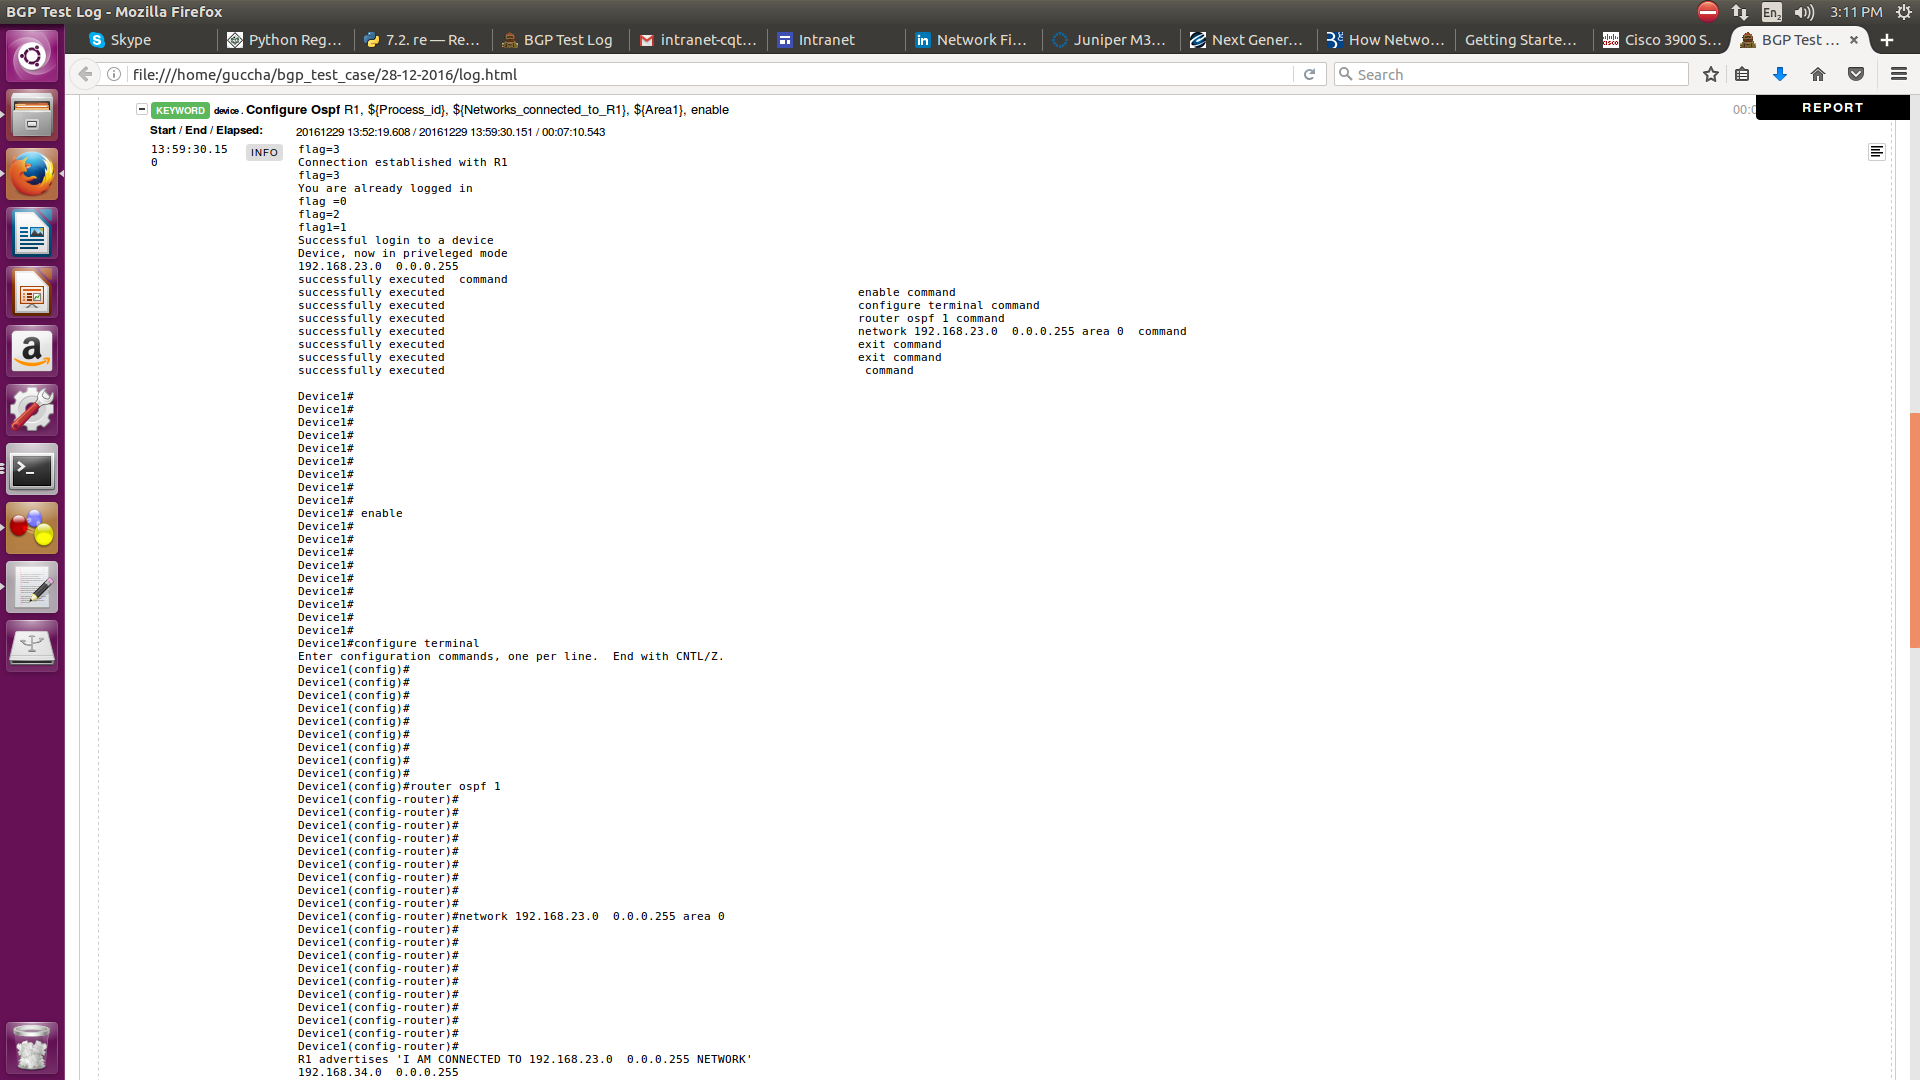 BGP Test Log - Mozilla Firefox
En2
3:11 PM
Skype
Python Reg...
7.2. re — Re...
BGP Test Log
intranet-cqt...
Intranet
Network Fi...
Juniper M3...
Next Gener...
How Netwo...
Getting Starte...
Cisco 3900 S...
BGP Test ...
file:///home/guccha/bgp_test_case/28-12-2016/log.html
Search
KEYWORD device . Configure Ospf R1, ${Process_id}, ${Networks_connected_to_R1}, ${Area1}, enable
REPORT
Start / End / Elapsed: 20161229 13:52:19.608 / 20161229 13:59:30.151 / 00:07:10.543
13:59:30.15
0
INFO
flag=3
Connection established with R1
flag=3
You are already logged in
flag =0
flag=2
flag1=1
Successful login to a device
Device, now in priveleged mode
192.168.23.0  0.0.0.255
successfully executed  command
successfully executed enable command
successfully executed configure terminal command
successfully executed router ospf 1 command
successfully executed network 192.168.23.0  0.0.0.255 area 0  command
successfully executed exit command
successfully executed exit command
successfully executed command
Device1#
Device1#
Device1#
Device1#
Device1#
Device1#
Device1#
Device1#
Device1#
Device1# enable
Device1#
Device1#
Device1#
Device1#
Device1#
Device1#
Device1#
Device1#
Device1#
Device1#configure terminal
Enter configuration commands, one per line.  End with CNTL/Z.
Device1(config)#
Device1(config)#
Device1(config)#
Device1(config)#
Device1(config)#
Device1(config)#
Device1(config)#
Device1(config)#
Device1(config)#
Device1(config)#router ospf 1
Device1(config-router)#
Device1(config-router)#
Device1(config-router)#
Device1(config-router)#
Device1(config-router)#
Device1(config-router)#
Device1(config-router)#
Device1(config-router)#
Device1(config-router)#
Device1(config-router)#network 192.168.23.0  0.0.0.255 area 0
Device1(config-router)#
Device1(config-router)#
Device1(config-router)#
Device1(config-router)#
Device1(config-router)#
Device1(config-router)#
Device1(config-router)#
Device1(config-router)#
Device1(config-router)#
Device1(config-router)#
R1 advertises 'I AM CONNECTED TO 192.168.23.0  0.0.0.255 NETWORK'
192.168.34.0  0.0.0.255